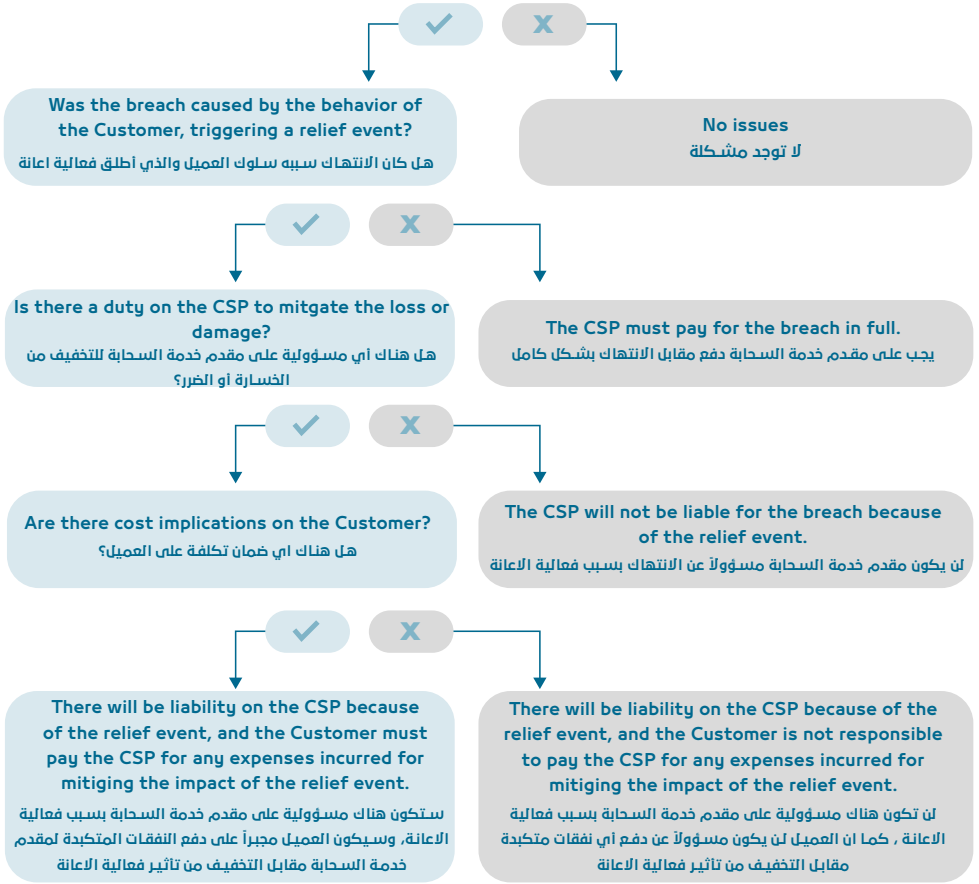 Was the breach caused by the behavior of
the Customer, triggering a relief event?
هل كان الانتهاك سببه سلوك العميل والذي أطلق فعالية اعانة
No issues
لا توجد مشكلة
Is there a duty on the CSP to mitgate the loss or
damage?
هل هناك أي مسؤولية على مقدم خدمة السحابة للتخفيف من
الخسارة أو الضرر؟
The CSP must pay for the breach in full.
يجب على مقدم خدمة السحابة دفع مقابل الانتهاك بشكل كامل
Are there cost implications on the Customer?
هل هناك اي ضمان تكلفة على العميل؟
The CSP will not be liable for the breach because
of the relief event.
لن يكون مقدم خدمة السحابة مسؤولاً عن الانتهاك بسبب فعالية الاعانة
There will be liability on the CSP because
of the relief event, and the Customer must
pay the CSP for any expenses incurred for
mitiging the impact of the relief event.
ستكون هناك مسؤولية على مقدم خدمة السحابة بسبب فعالية
الاعانة، وسيكون العميل مجبراً على دفع النفقات المتكبدة لمقدم
خدمة السحابة مقابل التخفيف من تأثير فعالية الاعانة
There will be liability on the CSP because of the
relief event, and the Customer is not responsible
to pay the CSP for any expenses incurred for
mitiging the impact of the relief event.
لن تكون هناك مسؤولية على مقدم خدمة السحابة بسبب فعالية
الاعانة ، كما ان العميل لن يكون مسؤولاً عن دفع أي نفقات متكبدة
مقابل التخفيف من تأثير فعالية الاعانة